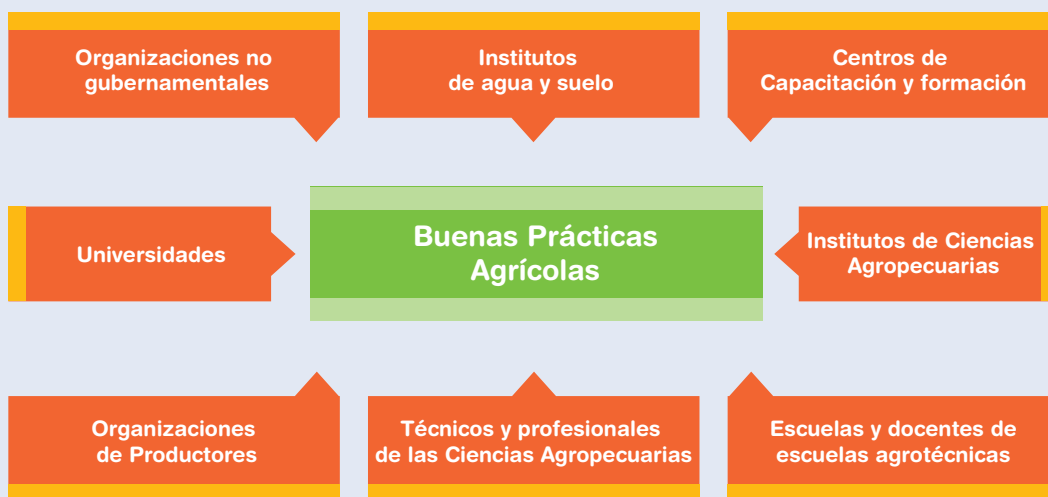 Organizaciones no
gubernamentales
Institutos
de agua y suelo
Centros de
Capacitación y formación
Universidades
Buenas Prácticas
Agrícolas
Institutos de Ciencias
Agropecuarias
Organizaciones
de Productores
Técnicos y profesionales
de las Ciencias Agropecuarias
Escuelas y docentes de
escuelas agrotécnicas